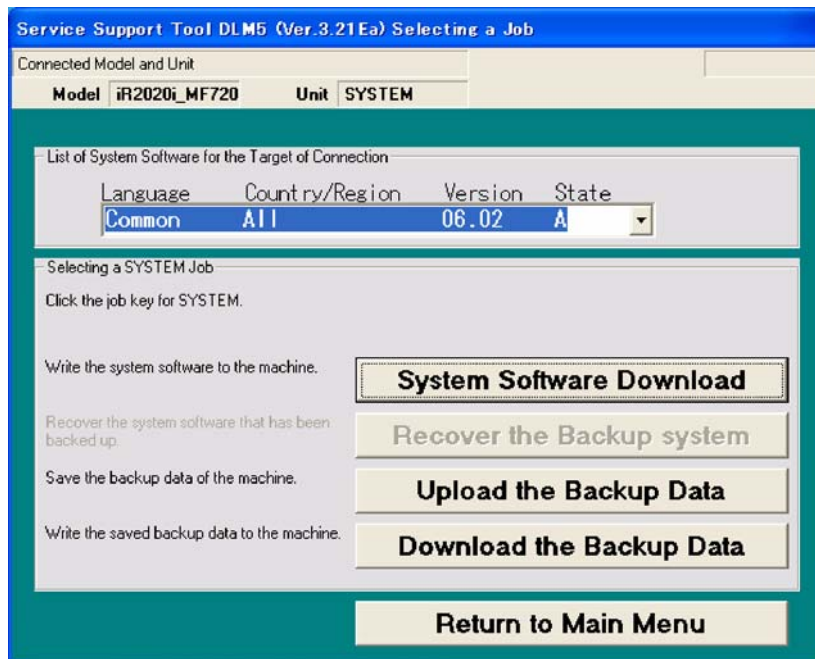 Service Support Tool DLM5 (Ver.3.21Ea) Selecting a Job
Connected Model and Unit
Model iR2020i_MF720 Unit SYSTEM
List of System Software for the Target of Connection
Language Country/Region Version State
Common All 06.02 A
Selecting a SYSTEM Job
Click the job key for SYSTEM.
Write the system software to the machine.
System Software Download
Recover the system software that has been
backed up.
Recover the Backup system
Save the backup data of the machine.
Upload the Backup Data
Write the saved backup data to the machine.
Download the Backup Data
Return to Main Menu